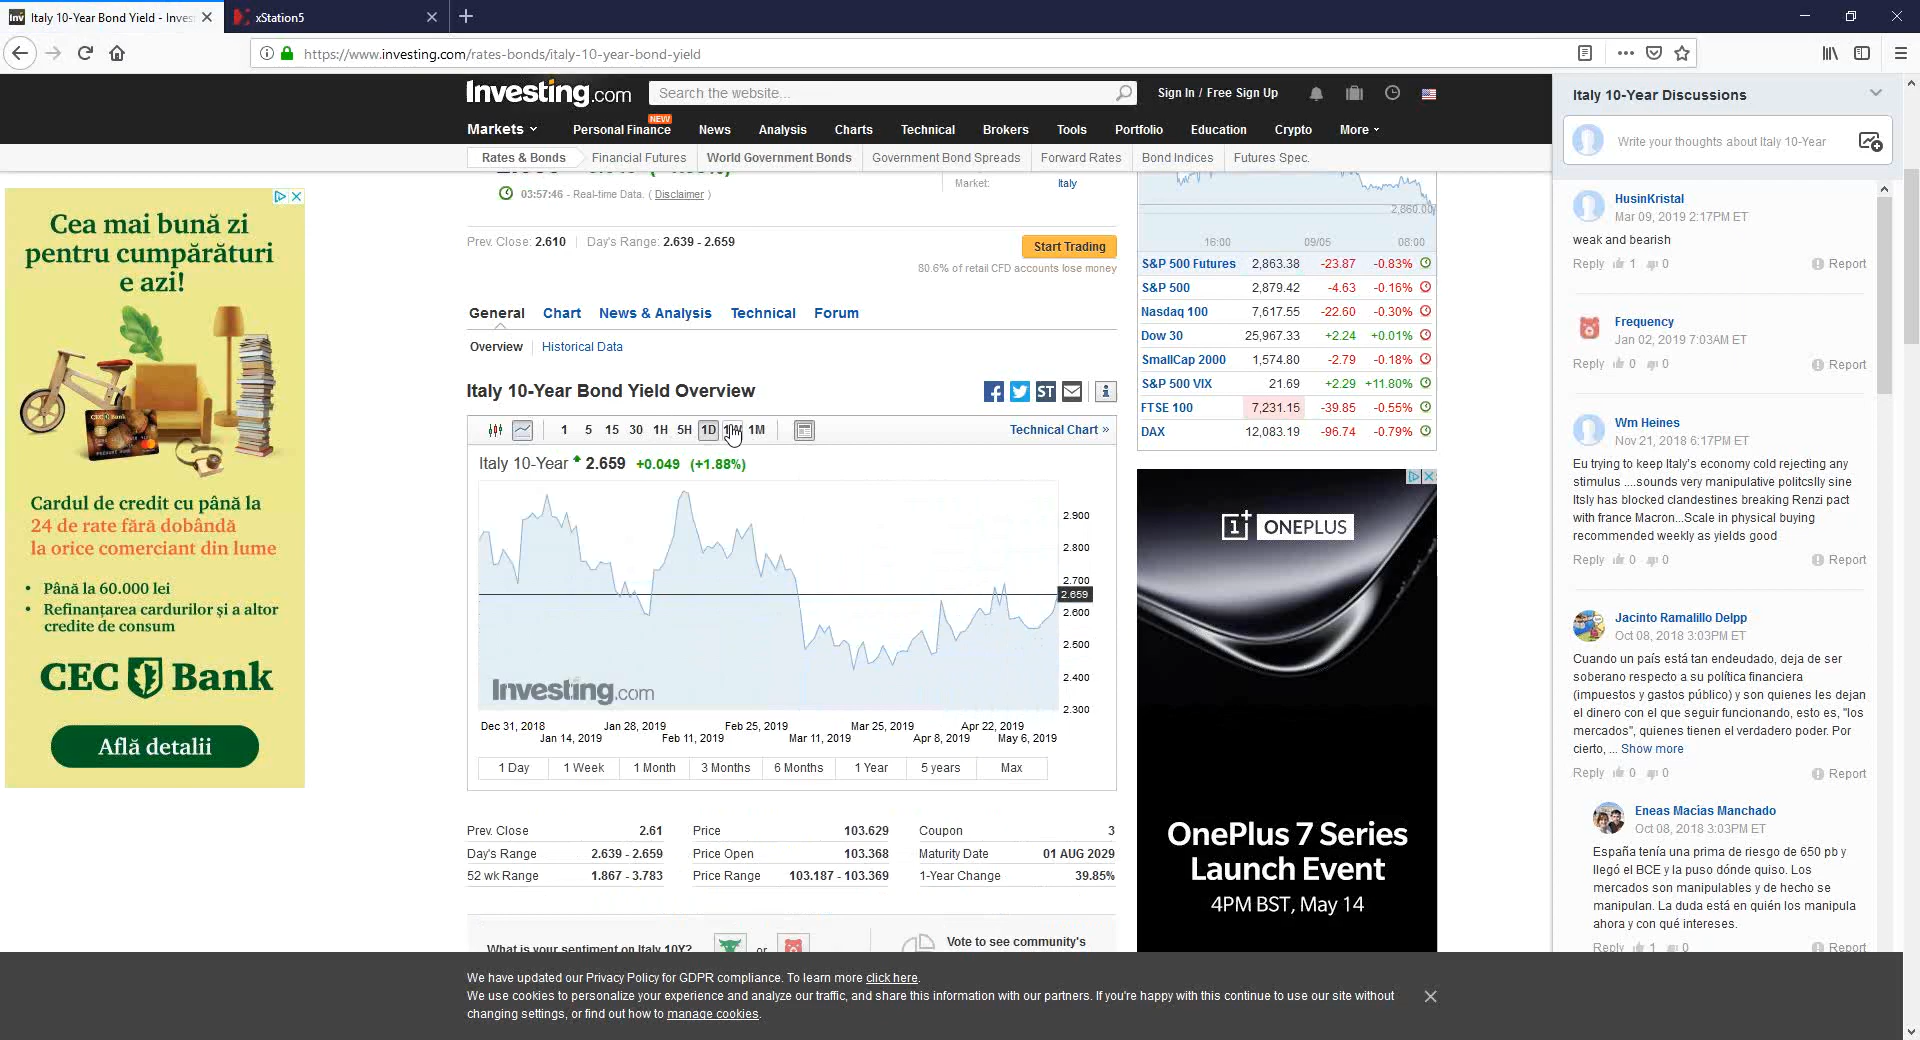 Italy 10-Year Bond Yield - Inves
xStation5
https://www.investing.com/rates-bonds/italy-10-year-bond-yield
Investing.com
Search the website...
Sign In / Free Sign Up
Markets
Personal Finance
NEW
News
Analysis
Charts
Technical
Brokers
Tools
Portfolio
Education
Crypto
More
Rates & Bonds
Financial Futures
World Government Bonds
Government Bond Spreads
Forward Rates
Bond Indices
Futures Spec.
03:57:46 - Real-time Data. ( Disclaimer )
Market:
Italy
Prev. Close: 2.610
Day's Range: 2.639 - 2.659
Start Trading
80.6% of retail CFD accounts lose money
General
Chart
News & Analysis
Technical
Forum
Overview
Historical Data
Italy 10-Year Bond Yield Overview
ST
1 5 15 30 1H 5H 1D 1W 1M
Technical Chart »
Italy 10-Year 2.659 +0.049 (+1.88%)
2.900
2.800
2.700
2.659
2.600
2.500
2.400
2.300
Investing.com
Dec 31, 2018 Jan 28, 2019 Feb 25, 2019 Mar 25, 2019 Apr 22, 2019
Jan 14, 2019 Feb 11, 2019 Mar 11, 2019 Apr 8, 2019 May 6, 2019
1 Day 1 Week 1 Month 3 Months 6 Months 1 Year 5 years Max
Prev. Close 2.61 Price 103.629 Coupon 3
Day's Range 2.639 - 2.659 Price Open 103.368 Maturity Date 01 AUG 2029
52 wk Range 1.867 - 3.783 Price Range 103.187 - 103.369 1-Year Change 39.85%
What is your sentiment on Italy 10Y?
or
Vote to see community's
2,860.00
16:00 09/05 08:00
S&P 500 Futures 2,863.38 -23.87 -0.83%
S&P 500 2,879.42 -4.63 -0.16%
Nasdaq 100 7,617.55 -22.60 -0.30%
Dow 30 25,967.33 +2.24 +0.01%
SmallCap 2000 1,574.80 -2.79 -0.18%
S&P 500 VIX 21.69 +2.29 +11.80%
FTSE 100 7,231.15 -39.85 -0.55%
DAX 12,083.19 -96.74 -0.79%
ONEPLUS
OnePlus 7 Series
Launch Event
4PM BST, May 14
Cea mai bună zi
pentru cumpărături
e azi!
CEC Bank
Cardul de credit cu până la
24 de rate fără dobândă
la orice comerciant din lume
• Până la 60.000 lei
• Refinanțarea cardurilor și a altor
credite de consum
CEC Bank
Află detalii
Italy 10-Year Discussions
Write your thoughts about Italy 10-Year
HusinKristal
Mar 09, 2019 2:17PM ET
weak and bearish
Reply 1 0 Report
Frequency
Jan 02, 2019 7:03AM ET
Reply 0 0 Report
Wm Heines
Nov 21, 2018 6:17PM ET
Eu trying to keep Italy's economy cold rejecting any
stimulus ....sounds very manipulative politcslly sine
Itsly has blocked clandestines breaking Renzi pact
with france Macron...Scale in physical buying
recommended weekly as yields good
Reply 0 0 Report
Jacinto Ramalillo Delpp
Oct 08, 2018 3:03PM ET
Cuando un país está tan endeudado, deja de ser
soberano respecto a su política financiera
(impuestos y gastos público) y son quienes les dejan
el dinero con el que seguir funcionando, esto es, "los
mercados", quienes tienen el verdadero poder. Por
cierto, ... Show more
Reply 0 0 Report
Eneas Macías Manchado
Oct 08, 2018 3:03PM ET
España tenía una prima de riesgo de 650 pb y
llegó el BCE y la puso dónde quiso. Los
mercados son manipulables y de hecho se
manipulan. La duda está en quién los manipula
ahora y con qué intereses.
Reply 1 0 Report
We have updated our Privacy Policy for GDPR compliance. To learn more click here.
We use cookies to personalize your experience and analyze our traffic, and share this information with our partners. If you're happy with this continue to use our site without
changing settings, or find out how to manage cookies.